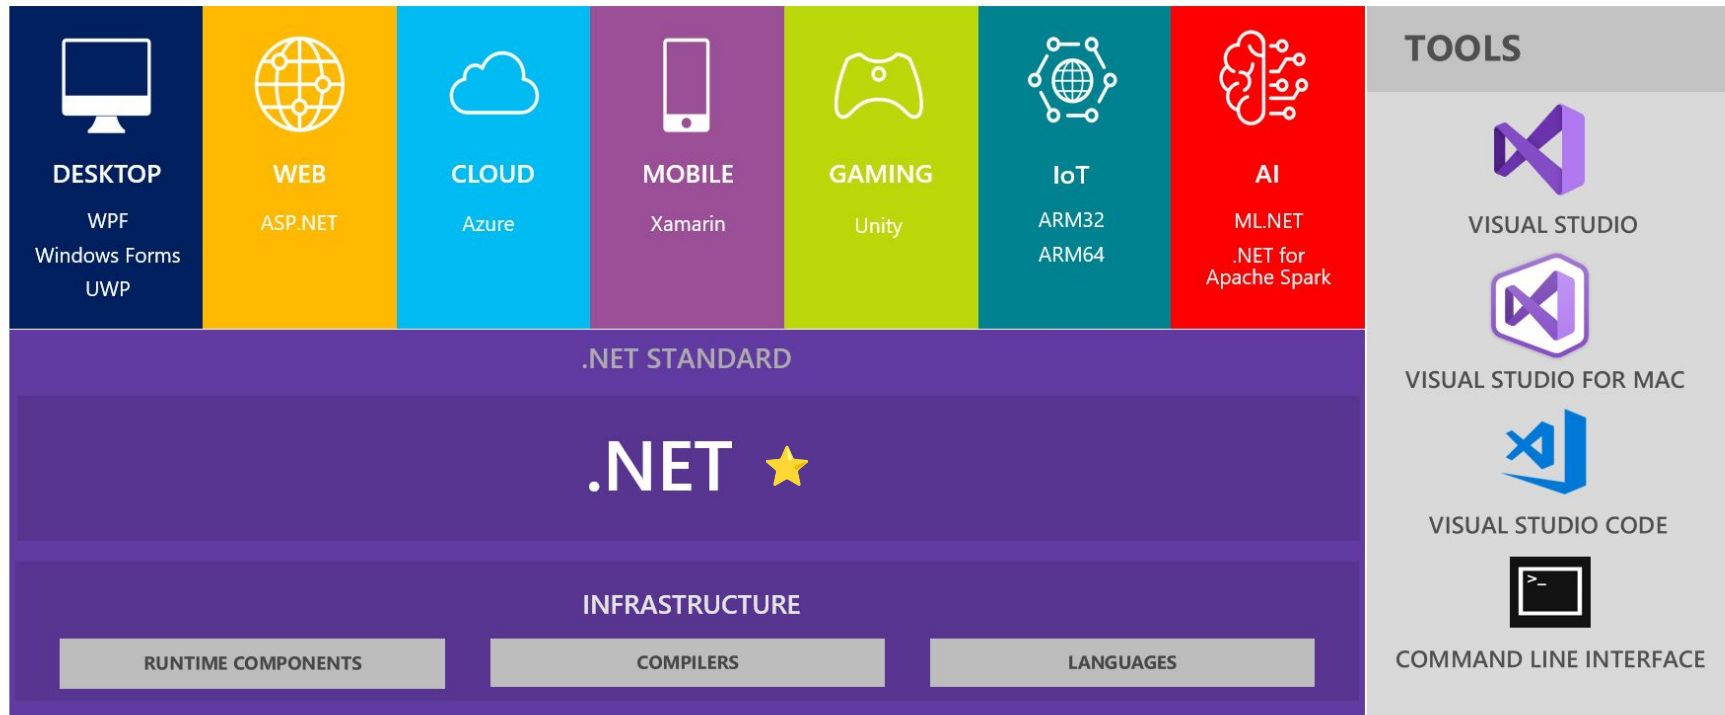 DESKTOP
WPF
Windows Forms
UWP
WEB
ASP.NET
CLOUD
Azure
MOBILE
Xamarin
GAMING
Unity
IoT
ARM32
ARM64
AI
ML.NET
.NET for
Apache Spark
.NET STANDARD
.NET
INFRASTRUCTURE
RUNTIME COMPONENTS
COMPILERS
LANGUAGES
TOOLS
VISUAL STUDIO
VISUAL STUDIO FOR MAC
VISUAL STUDIO CODE
>_
COMMAND LINE INTERFACE